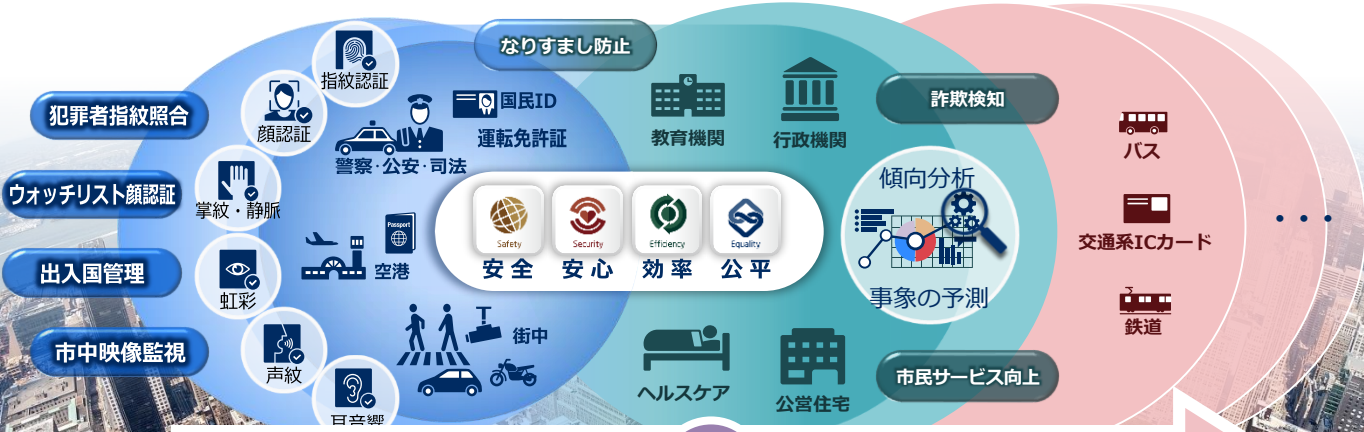 なりすまし防止
指紋認証
顔認証
掌紋・静脈
虹彩
声紋
耳音響
犯罪者指紋照合
ウォッチリスト顔認証
出入国管理
市中映像監視
国民ID
運転免許証
警察・公安・司法
Passport
空港
街中
Safety
安全
Security
安心
Efficiency
効率
Equality
公平
教育機関
行政機関
ヘルスケア
公営住宅
詐欺検知
傾向分析
事象の予測
市民サービス向上
バス
交通系ICカード
鉄道